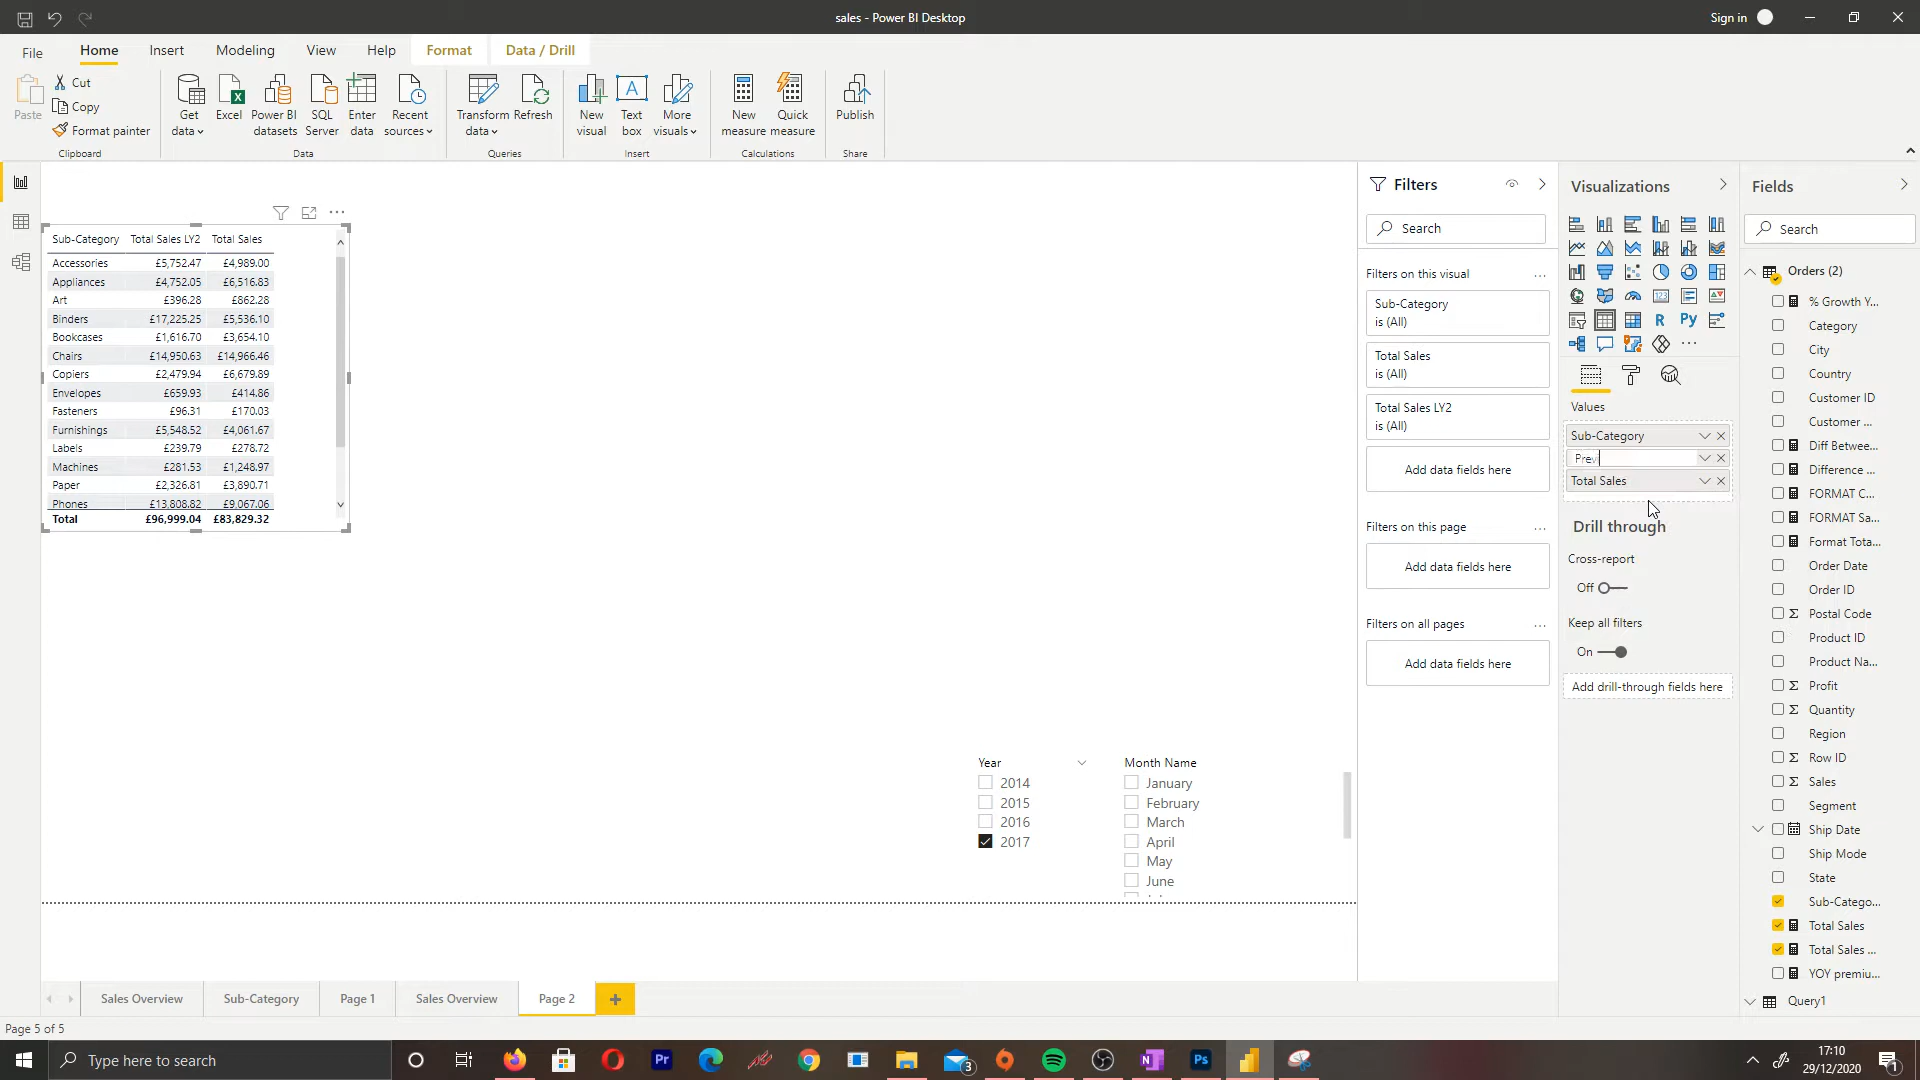 sales - Power BI Desktop
Sign in
File
Home
Insert
Modeling
View
Help
Format
Data / Drill
Paste
Cut
Copy
Format painter
Clipboard
Get data
Excel
Power BI datasets
SQL Server
Enter data
Recent sources
Data
Transform data
Refresh
Queries
New visual
Text box
More visuals
Insert
New measure
Quick measure
Calculations
Publish
Share
Sub-Category Total Sales LY2 Total Sales
Accessories £5,752.47 £4,989.00
Appliances £4,752.05 £6,516.83
Art £396.28 £862.28
Binders £17,225.25 £5,536.10
Bookcases £1,616.70 £3,654.10
Chairs £14,950.63 £14,966.46
Copiers £2,479.94 £6,679.89
Envelopes £659.93 £414.86
Fasteners £96.31 £170.03
Furnishings £5,548.52 £4,061.67
Labels £239.79 £278.72
Machines £281.53 £1,248.97
Paper £2,326.81 £3,890.71
Phones £13,808.82 £9,067.06
Total £96,999.04 £83,829.32
Year
2014
2015
2016
2017
Month Name
January
February
March
April
May
June
Filters
Search
Filters on this visual
Sub-Category
is (All)
Total Sales
is (All)
Total Sales LY2
is (All)
Add data fields here
Filters on this page
Add data fields here
Filters on all pages
Add data fields here
Visualizations
R
Py
123
Values
Sub-Category
Previ
Total Sales
Drill through
Cross-report
Off
Keep all filters
On
Add drill-through fields here
Fields
Search
Orders (2)
% Growth Y...
Category
City
Country
Customer ID
Customer ...
Diff Betwee...
Difference ...
FORMAT C...
FORMAT Sa...
Format Tota...
Order Date
Order ID
Postal Code
Product ID
Product Na...
Profit
Quantity
Region
Row ID
Sales
Segment
Ship Date
Ship Mode
State
Sub-Catego...
Total Sales
Total Sales ...
YOY premiu...
Query1
Sales Overview
Sub-Category
Page 1
Sales Overview
Page 2
Page 5 of 5
Type here to search
Pr
3
N
Ps
17:10
29/12/2020
1